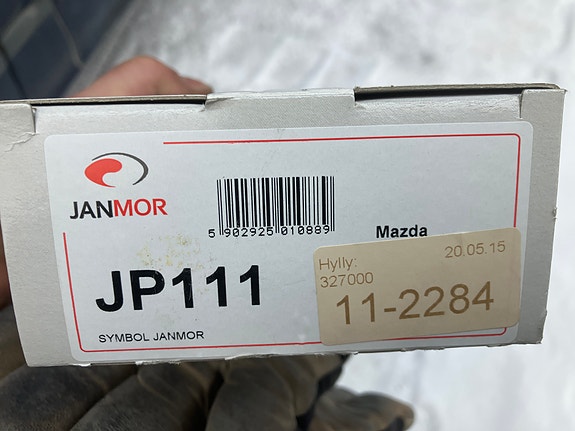 JANMOR
5 902925 010889
Mazda
JP111
SYMBOL JANMOR
Hylly: 20.05.15
327000
11-2284